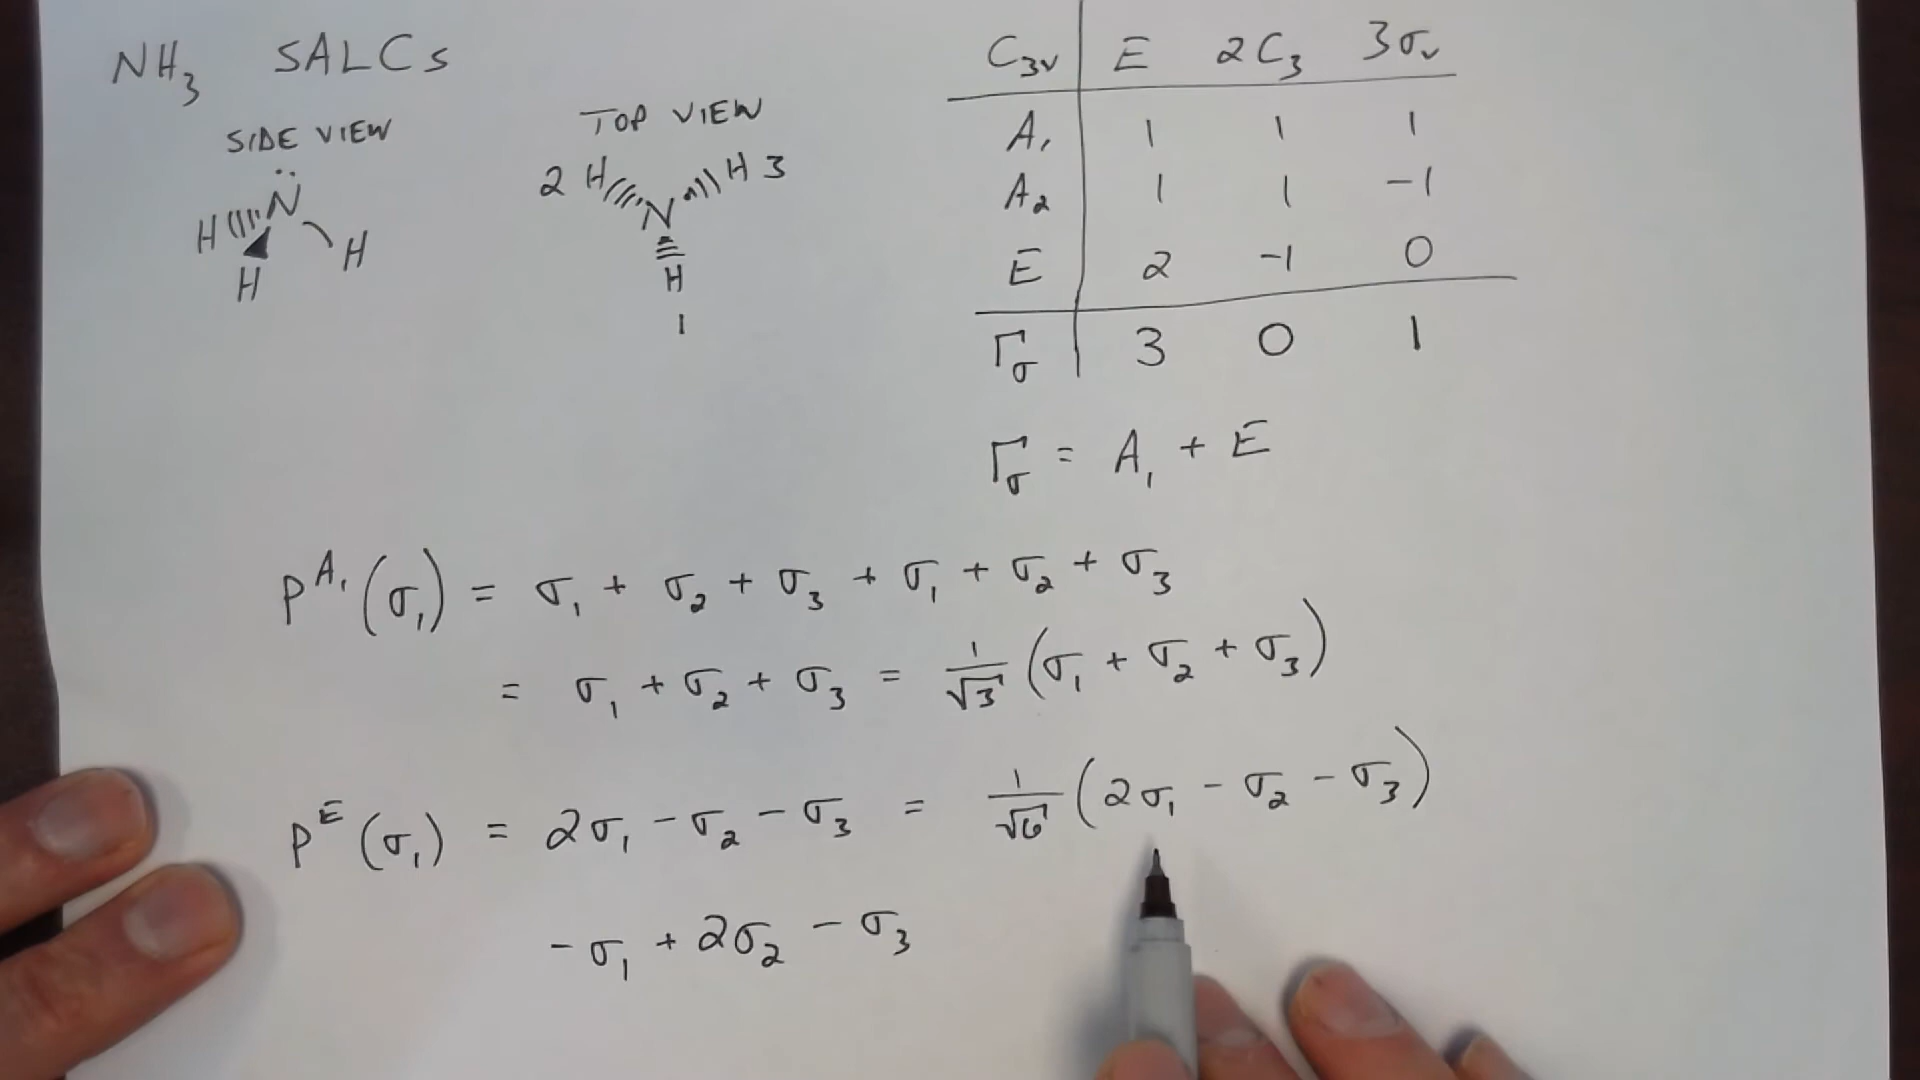 NH₃ SALCs
SIDE VIEW
N̈
H H
H
TOP VIEW
2 H H 3
N
H
1
C₃ᵥ E 2C₃ 3σᵥ
A₁ 1 1 1
A₂ 1 1 -1
E 2 -1 0
Γσ 3 0 1
Γσ = A₁ + E
P^A₁(σ₁) = σ₁ + σ₂ + σ₃ + σ₁ + σ₂ + σ₃
= σ₁ + σ₂ + σ₃ = 1/√3 (σ₁ + σ₂ + σ₃)
P^E(σ₁) = 2σ₁ - σ₂ - σ₃ = 1/√6 (2σ₁ - σ₂ - σ₃)
-σ₁ + 2σ₂ - σ₃